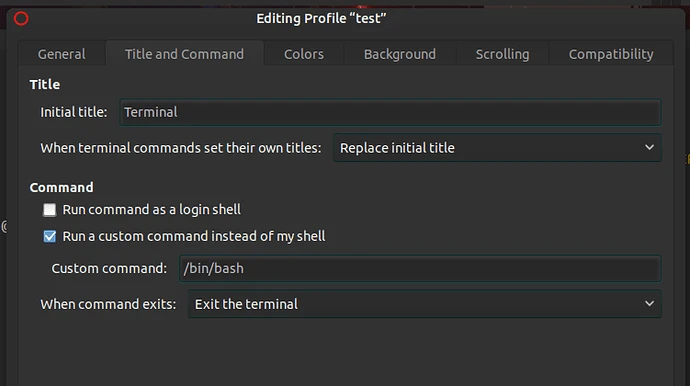 Editing Profile “test”
General Title and Command Colors Background Scrolling Compatibility
Title
Initial title: Terminal
When terminal commands set their own titles: Replace initial title
Command
Run command as a login shell
Run a custom command instead of my shell
Custom command: /bin/bash
When command exits: Exit the terminal